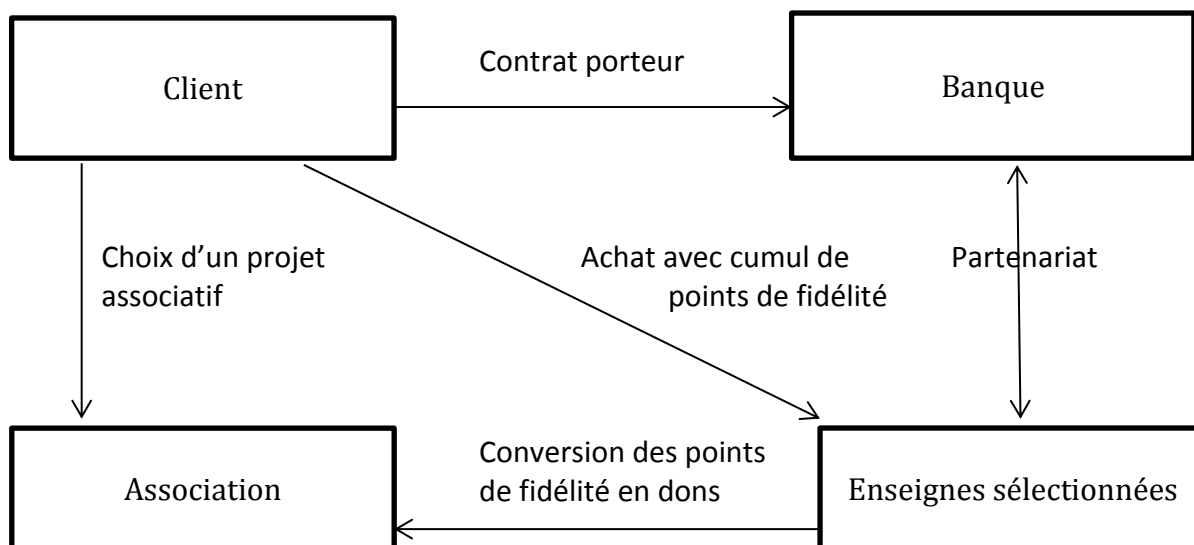 Contrat porteur
Client
Banque
Choix d’un projet
associatif
Achat avec cumul de
points de fidélité
Partenariat
Conversion des points
de fidélité en dons
Association
Enseignes sélectionnées